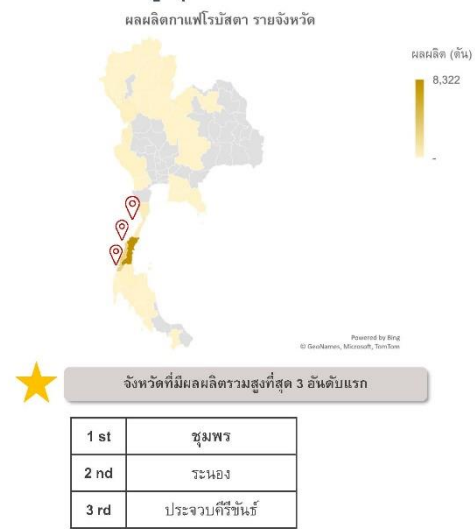 ผลผลิตกาแฟโรบัสตา รายจังหวัด
ผลผลิต (ตัน)
8,322
-
Powered by Bing
© GeoNames, Microsoft, TomTom
จังหวัดที่มีผลผลิตรวมสูงที่สุด 3 อันดับแรก
1 st ชุมพร
2 nd ระนอง
3 rd ประจวบคีรีขันธ์